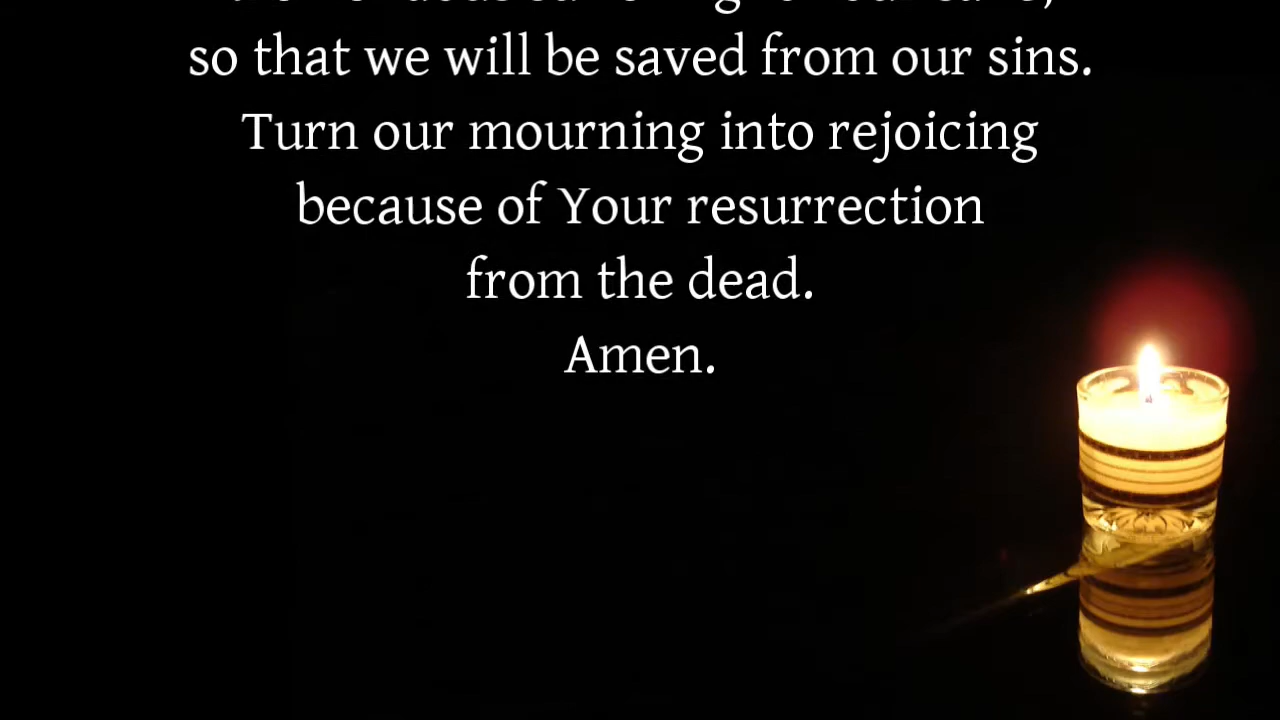 so that we will be saved from our sins.
Turn our mourning into rejoicing
because of Your resurrection
from the dead.
Amen.